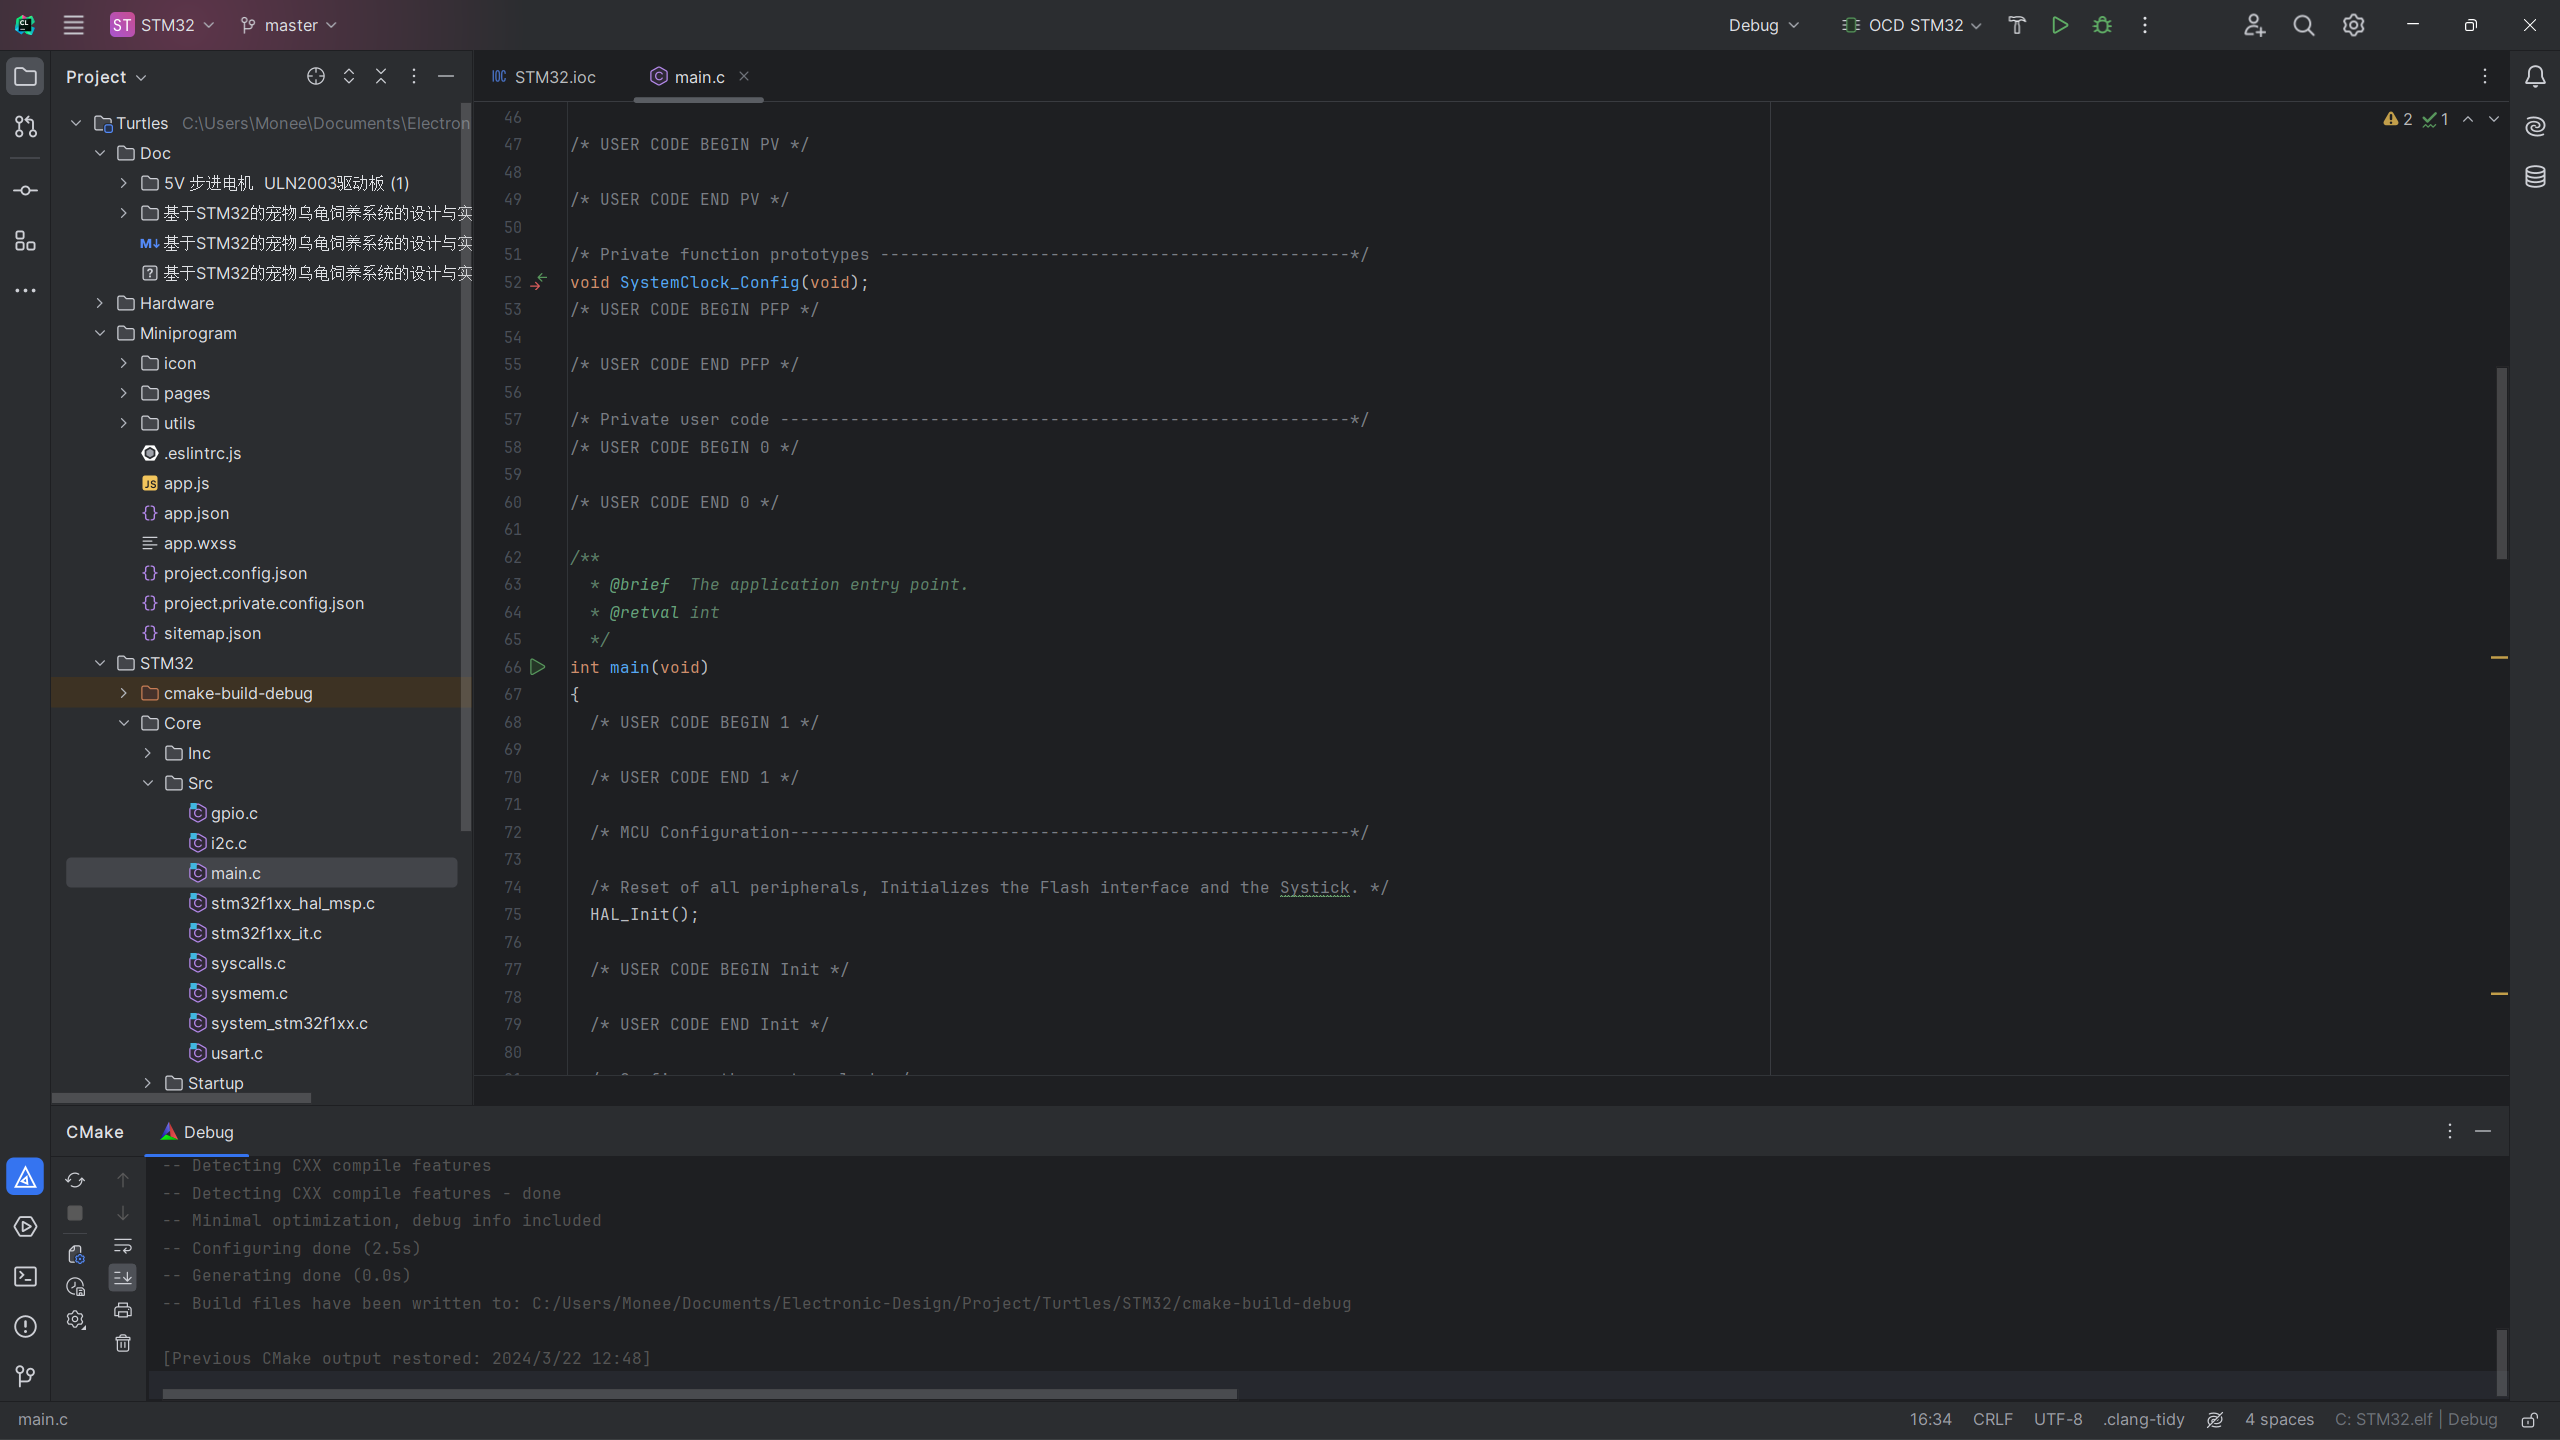 ST STM32 master Debug OCD STM32
Project
STM32.ioc main.c
Turtles C:\Users\Monee\Documents\Electron
Doc
5V 步进电机 ULN2003驱动板 (1)
基于STM32的宠物乌龟饲养系统的设计与实
M↓ 基于STM32的宠物乌龟饲养系统的设计与实
基于STM32的宠物乌龟饲养系统的设计与实
Hardware
Miniprogram
icon
pages
utils
.eslintrc.js
app.js
app.json
app.wxss
project.config.json
project.private.config.json
sitemap.json
STM32
cmake-build-debug
Core
Inc
Src
gpio.c
i2c.c
main.c
stm32f1xx_hal_msp.c
stm32f1xx_it.c
syscalls.c
sysmem.c
system_stm32f1xx.c
usart.c
Startup
2 1
46
47 /* USER CODE BEGIN PV */
48
49 /* USER CODE END PV */
50
51 /* Private function prototypes -----------------------------------------------*/
52 void SystemClock_Config(void);
53 /* USER CODE BEGIN PFP */
54
55 /* USER CODE END PFP */
56
57 /* Private user code ---------------------------------------------------------*/
58 /* USER CODE BEGIN 0 */
59
60 /* USER CODE END 0 */
61
62 /**
63 * @brief  The application entry point.
64 * @retval int
65 */
66 int main(void)
67 {
68 /* USER CODE BEGIN 1 */
69
70 /* USER CODE END 1 */
71
72 /* MCU Configuration--------------------------------------------------------*/
73
74 /* Reset of all peripherals, Initializes the Flash interface and the Systick. */
75 HAL_Init();
76
77 /* USER CODE BEGIN Init */
78
79 /* USER CODE END Init */
80
CMake Debug
-- Detecting CXX compile features
-- Detecting CXX compile features - done
-- Minimal optimization, debug info included
-- Configuring done (2.5s)
-- Generating done (0.0s)
-- Build files have been written to: C:/Users/Monee/Documents/Electronic-Design/Project/Turtles/STM32/cmake-build-debug
[Previous CMake output restored: 2024/3/22 12:48]
main.c 16:34 CRLF UTF-8 .clang-tidy 4 spaces C: STM32.elf | Debug